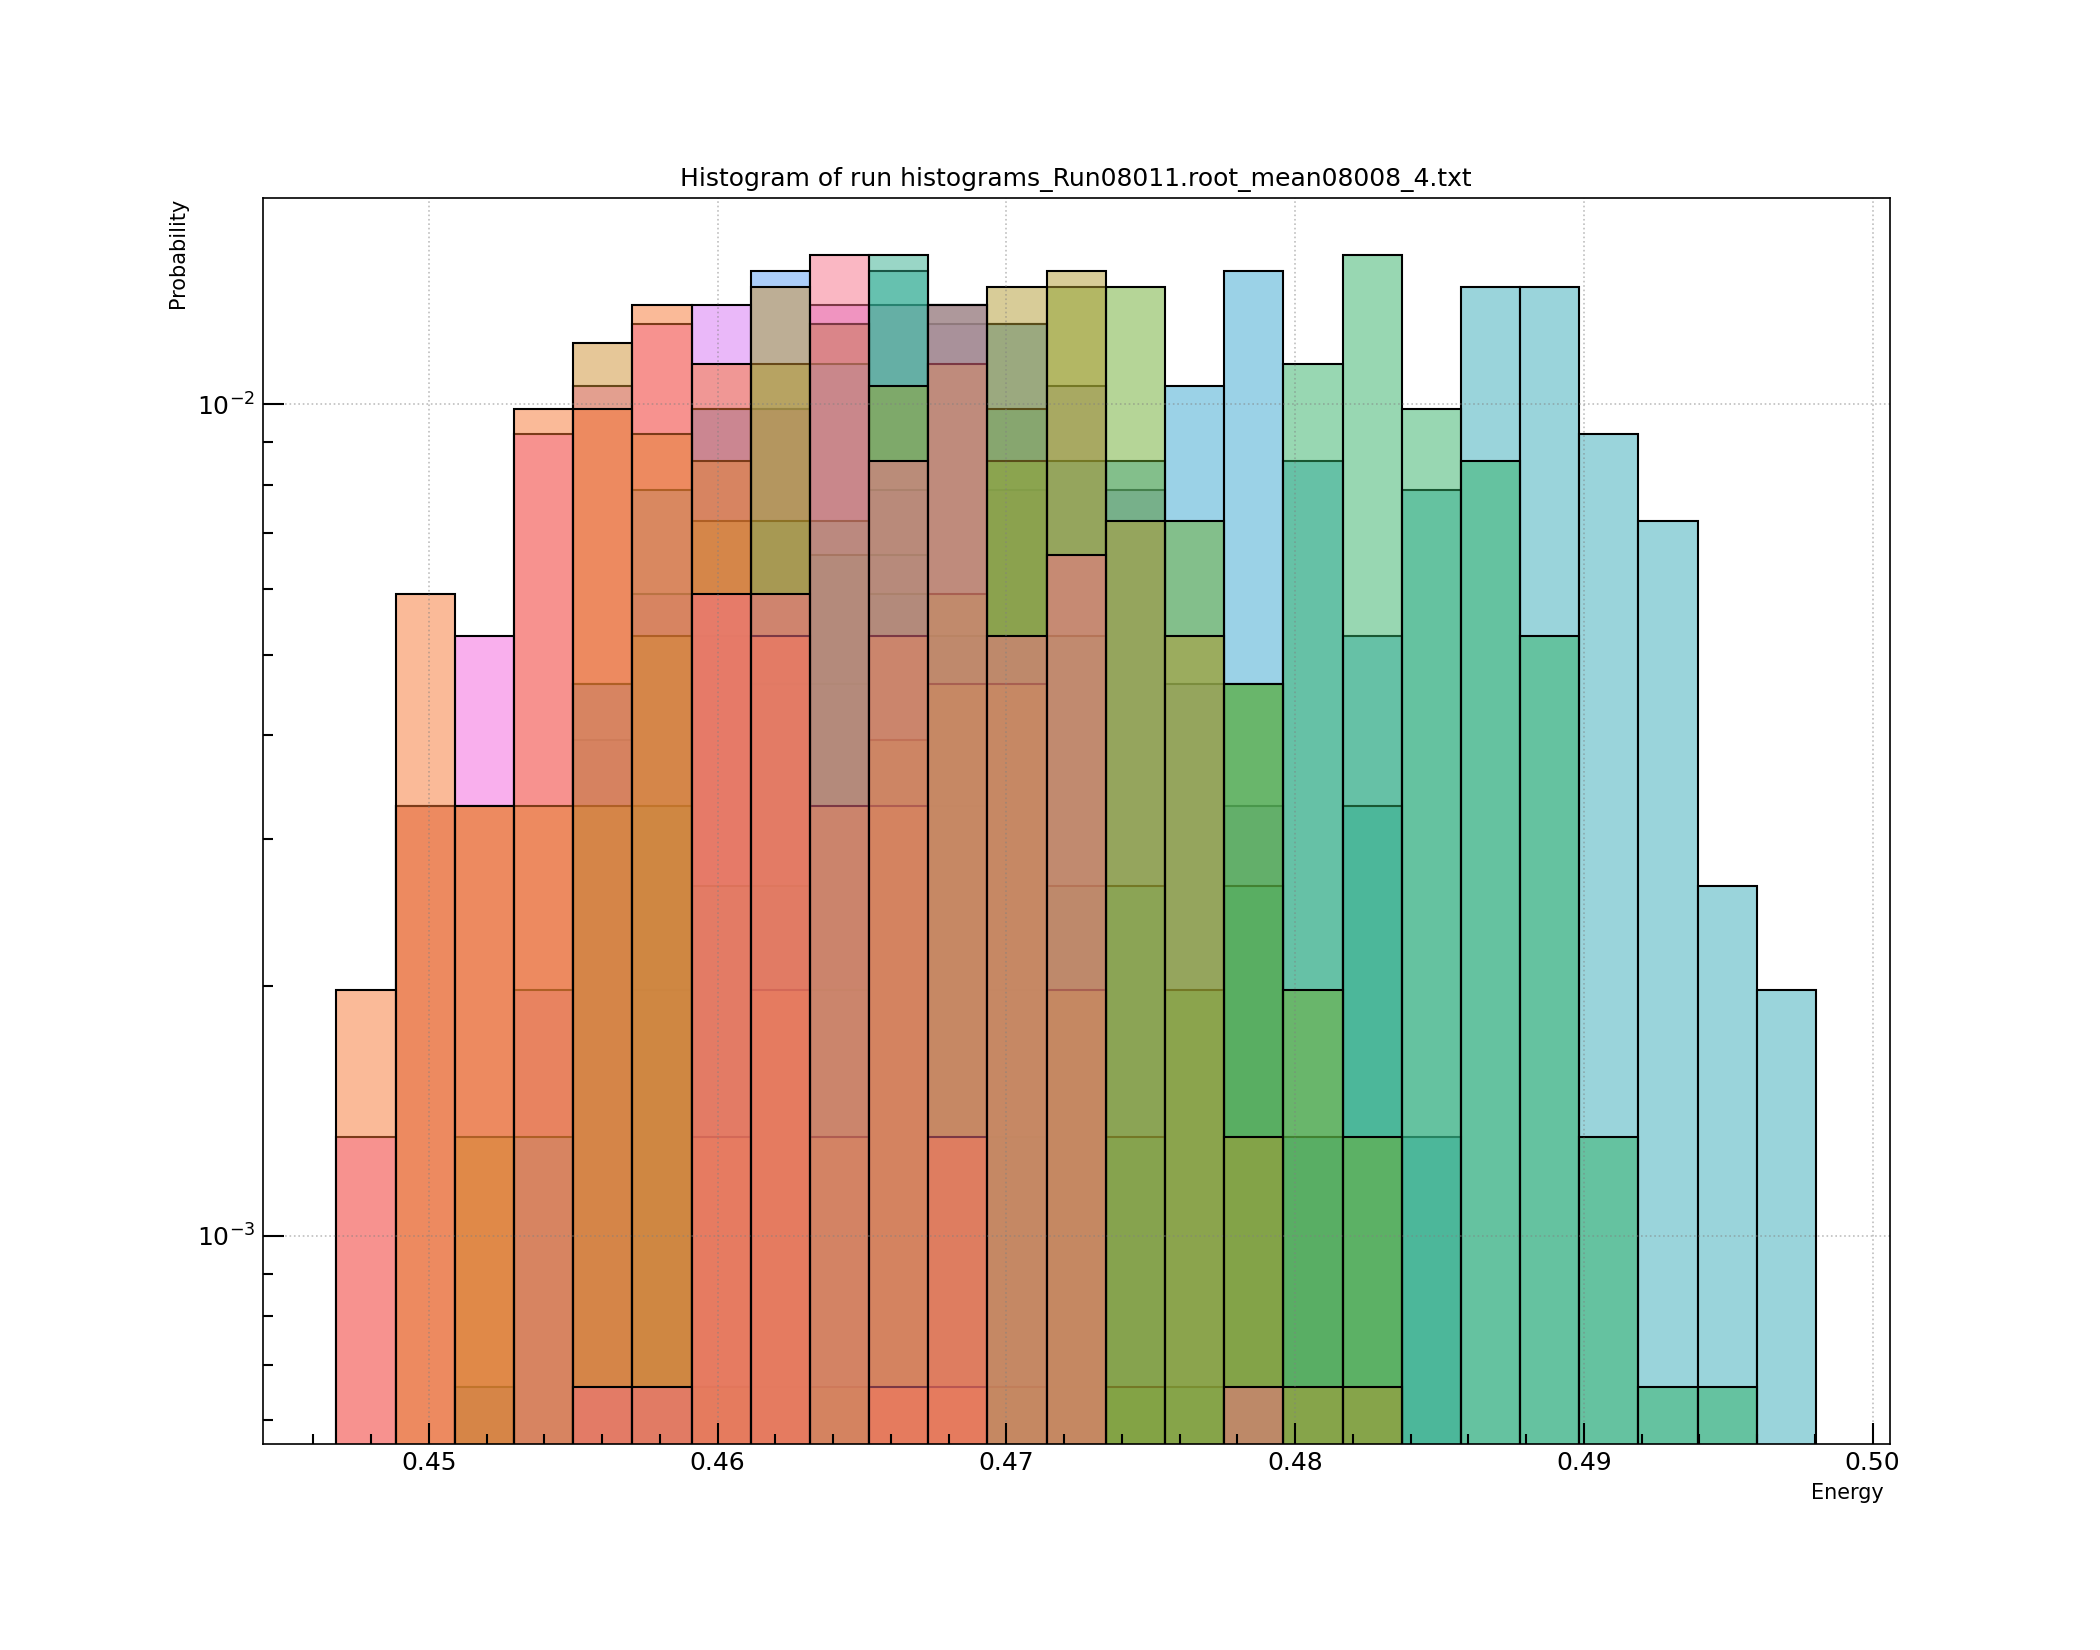 Histogram of run histograms_Run08011.root_mean08008_4.txt
Probability
10⁻²
10⁻³
0.45 0.46 0.47 0.48 0.49 0.50
Energy